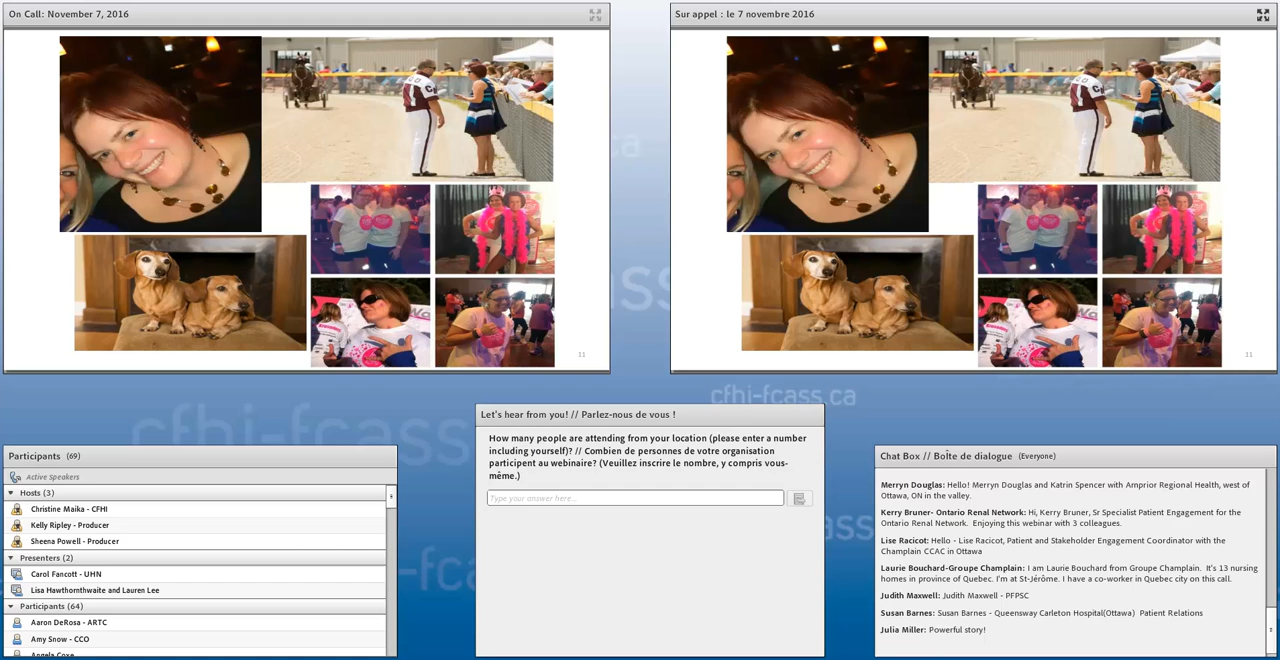 On Call: November 7, 2016
11
Sur appel : le 7 novembre 2016
11
cfhi-fcass.ca
cfhi-fcass
Participants (69)
Active Speakers
Hosts (3)
Christine Maika - CFHI
Kelly Ripley - Producer
Sheena Powell - Producer
Presenters (2)
Carol Fancott - UHN
Lisa Hawthornthwaite and Lauren Lee
Participants (64)
Aaron DeRosa - ARTC
Amy Snow - CCO
Let's hear from you! // Parlez-nous de vous !
How many people are attending from your location (please enter a number
including yourself)? // Combien de personnes de votre organisation
participent au webinaire? (Veuillez inscrire le nombre, y compris vous-
même.)
Type your answer here...
Chat Box // Boîte de dialogue (Everyone)
Merryn Douglas: Hello! Merryn Douglas and Katrin Spencer with Arnprior Regional Health, west of
Ottawa, ON in the valley.
Kerry Bruner- Ontario Renal Network: Hi, Kerry Bruner, Sr Specialist Patient Engagement for the
Ontario Renal Network. Enjoying this webinar with 3 colleagues.
Lise Racicot: Hello - Lise Racicot, Patient and Stakeholder Engagement Coordinator with the
Champlain CCAC in Ottawa
Laurie Bouchard-Groupe Champlain: I am Laurie Bouchard from Groupe Champlain. It's 13 nursing
homes in province of Quebec. I'm at St-Jérôme. I have a co-worker in Quebec city on this call.
Judith Maxwell: Judith Maxwell - PFPSC
Susan Barnes: Susan Barnes - Queensway Carleton Hospital(Ottawa) Patient Relations
Julia Miller: Powerful story!